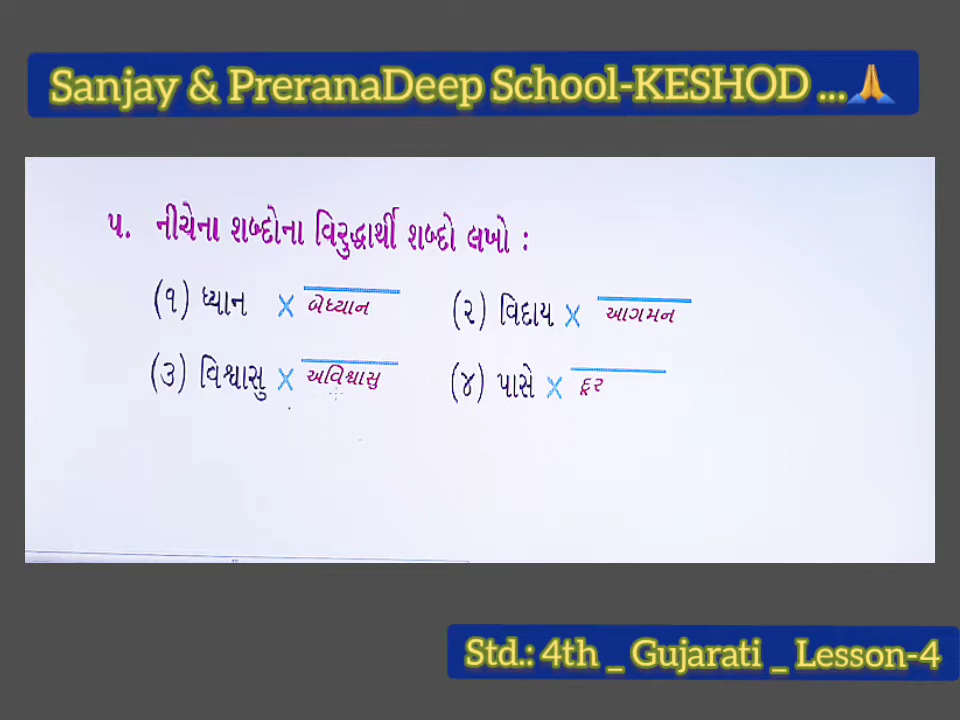 Sanjay & PreranaDeep School-KESHOD ...🙏
૫. નીચેના શબ્દોના વિરુદ્ધાર્થી શબ્દો લખો :
(૧) ધ્યાન × બેધ્યાન (૨) વિદાય × આગમન
(૩) વિશ્વાસુ × અવિશ્વાસુ (૪) પાસે × દૂર
Std.: 4th _ Gujarati _ Lesson-4